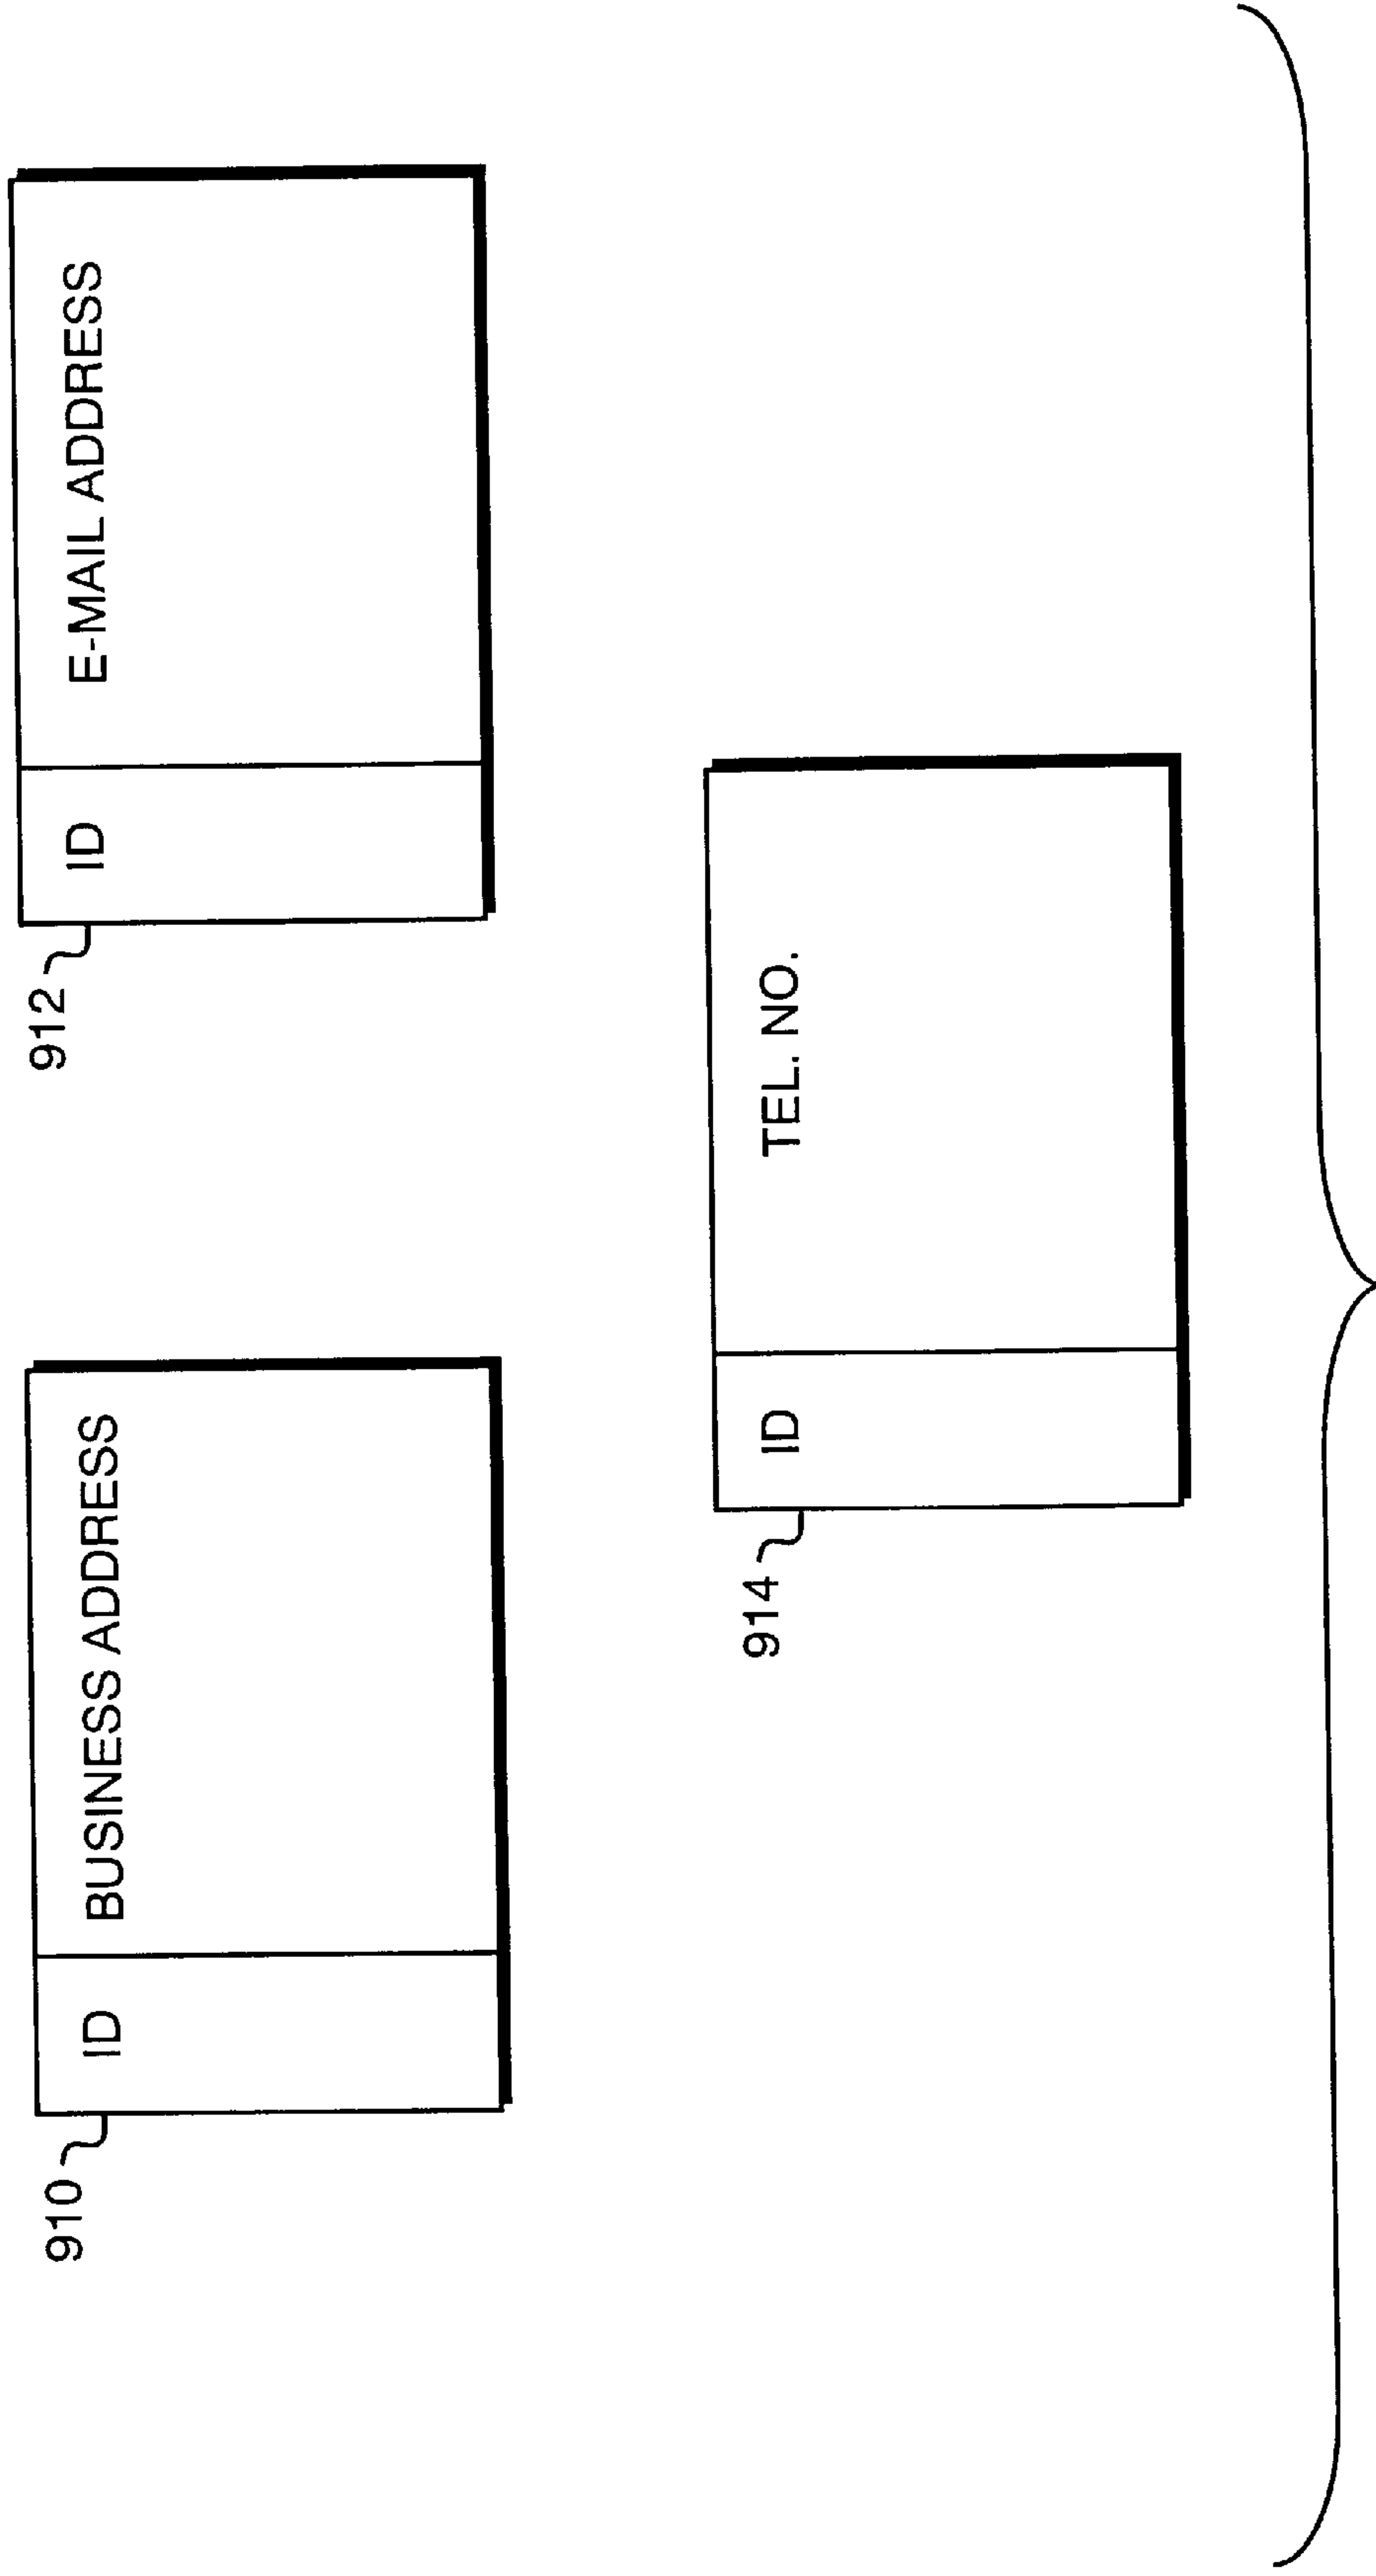 910
ID BUSINESS ADDRESS
912
ID E-MAIL ADDRESS
914
ID TEL. NO.